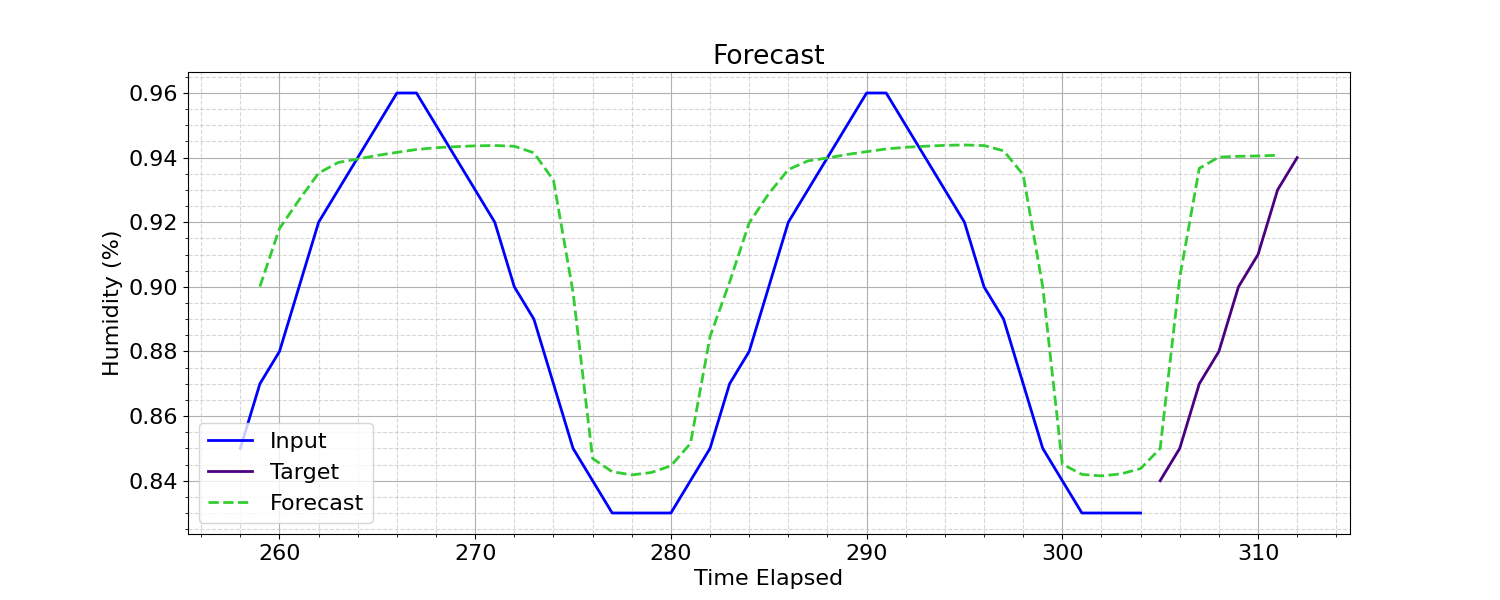 Forecast
Humidity (%)
0.96
0.94
0.92
0.90
0.88
0.86
0.84
Input
Target
Forecast
260 270 280 290 300 310
Time Elapsed